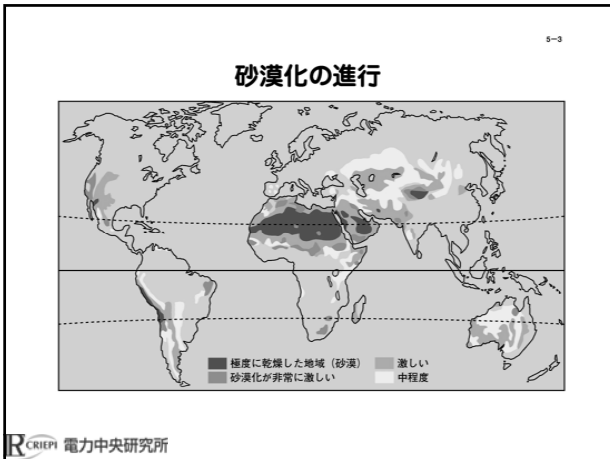 5-3
砂漠化の進行
極度に乾燥した地域（砂漠）
激しい
砂漠化が非常に激しい
中程度
R CRIEPI 電力中央研究所